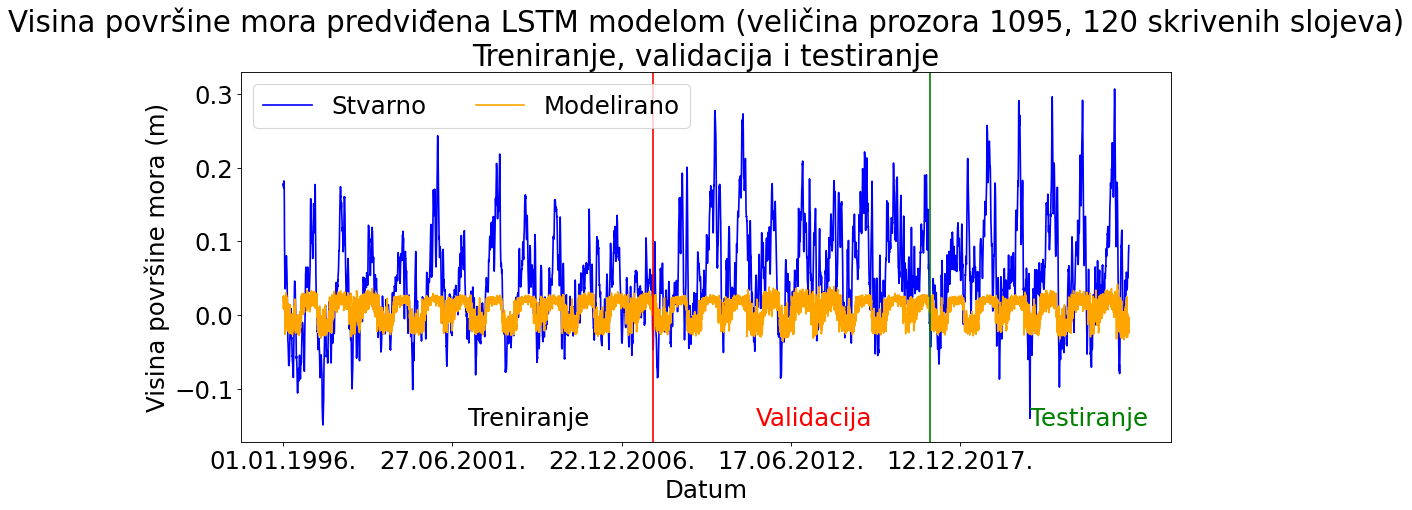 Visina površine mora predviđena LSTM modelom (veličina prozora 1095, 120 skrivenih slojeva)
Treniranje, validacija i testiranje
Stvarno
Modelirano
Visina površine mora (m)
0.3
0.2
0.1
0.0
−0.1
Treniranje
Validacija
Testiranje
01.01.1996.
27.06.2001.
22.12.2006.
17.06.2012.
12.12.2017.
Datum